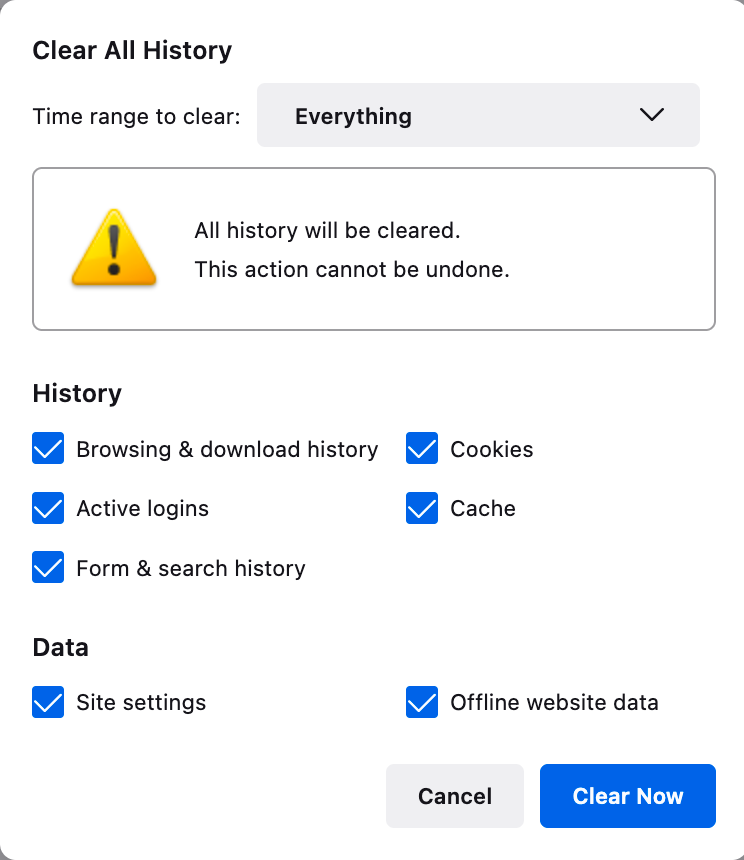 Clear All History
Time range to clear: Everything
All history will be cleared.
This action cannot be undone.
History
Browsing & download history Cookies
Active logins Cache
Form & search history
Data
Site settings Offline website data
Cancel Clear Now